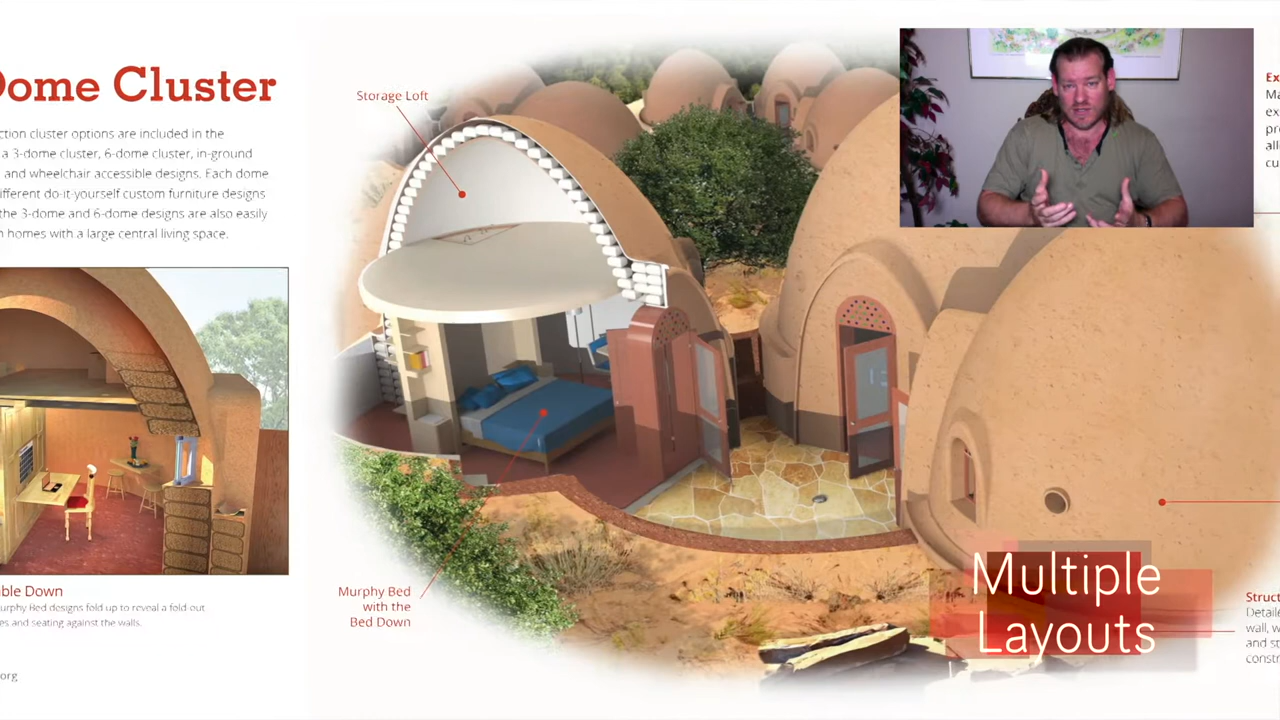 Dome Cluster
ction cluster options are included in the
a 3-dome cluster, 6-dome cluster, in-ground
and wheelchair accessible designs. Each dome
ifferent do-it-yourself custom furniture designs
the 3-dome and 6-dome designs are also easily
homes with a large central living space.
ble Down
urphy Bed designs fold up to reveal a fold-out
es and seating against the walls.
org
Storage Loft
Murphy Bed
with the
Bed Down
Multiple
Layouts
Ex
Ma
ex
pr
all
cu
Struct
Detaile
wall, w
and st
constr